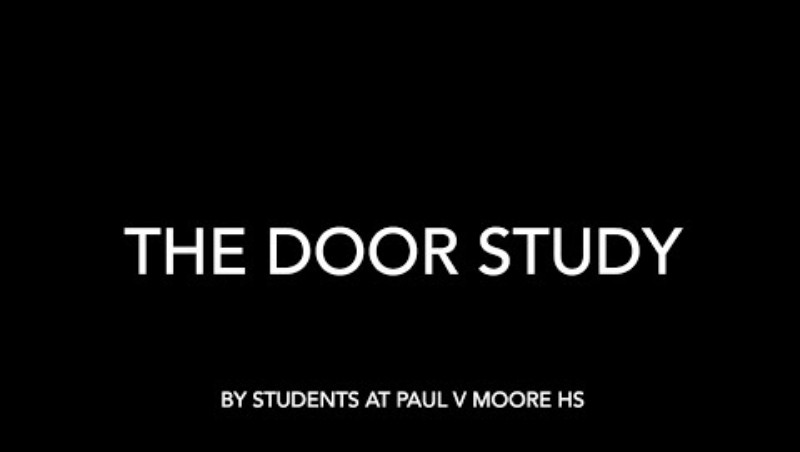 THE DOOR STUDY
BY STUDENTS AT PAUL V MOORE HS